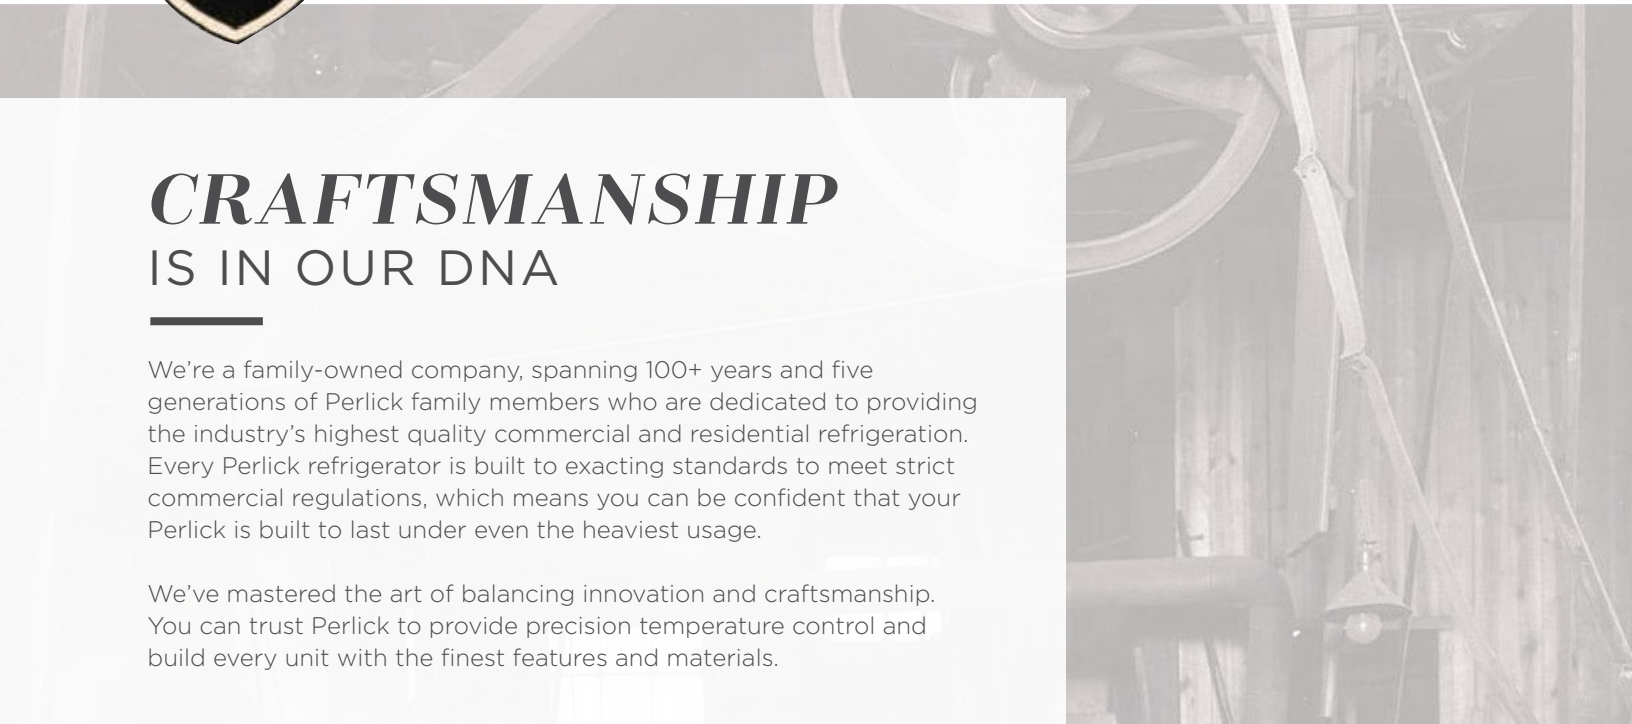 CRAFTSMANSHIP
IS IN OUR DNA
We’re a family-owned company, spanning 100+ years and five
generations of Perlick family members who are dedicated to providing
the industry’s highest quality commercial and residential refrigeration.
Every Perlick refrigerator is built to exacting standards to meet strict
commercial regulations, which means you can be confident that your
Perlick is built to last under even the heaviest usage.
We’ve mastered the art of balancing innovation and craftsmanship.
You can trust Perlick to provide precision temperature control and
build every unit with the finest features and materials.